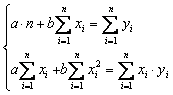 a · n + b ∑_{i=1}^{n} x_i = ∑_{i=1}^{n} y_i
a ∑_{i=1}^{n} x_i + b ∑_{i=1}^{n} x_i^2 = ∑_{i=1}^{n} x_i · y_i